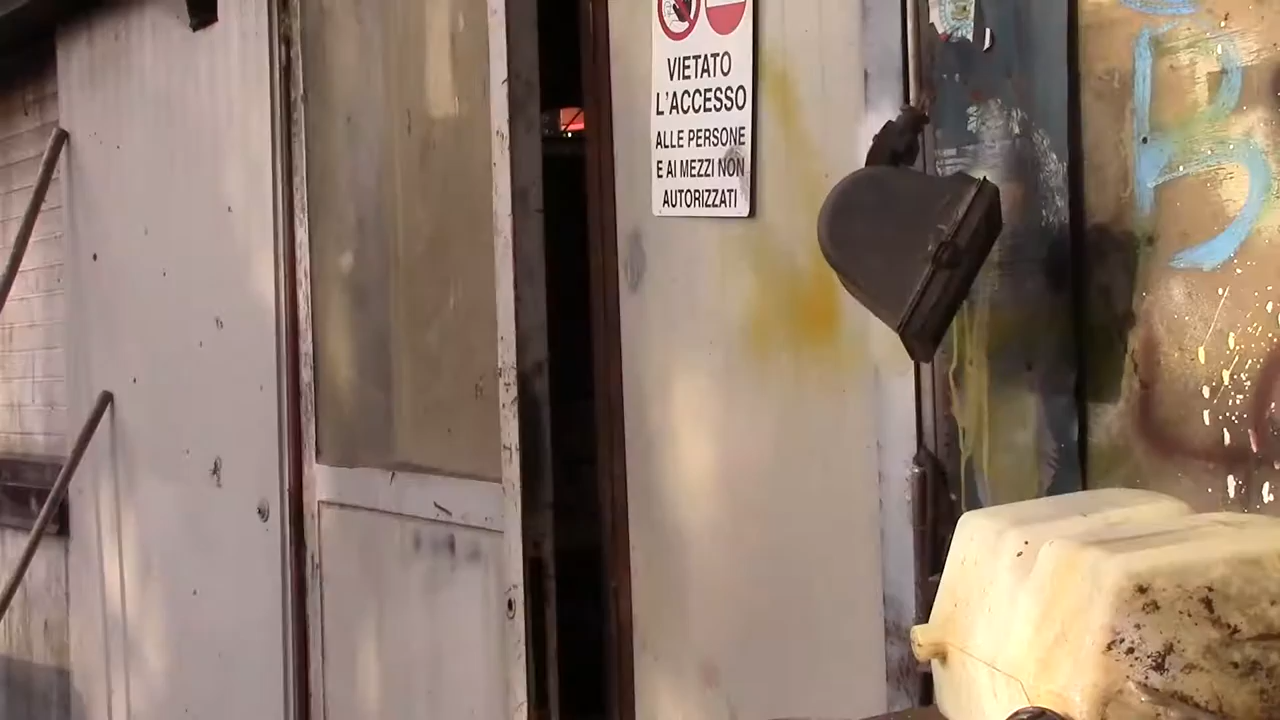 VIETATO
L'ACCESSO
ALLE PERSONE
E AI MEZZI NON
AUTORIZZATI